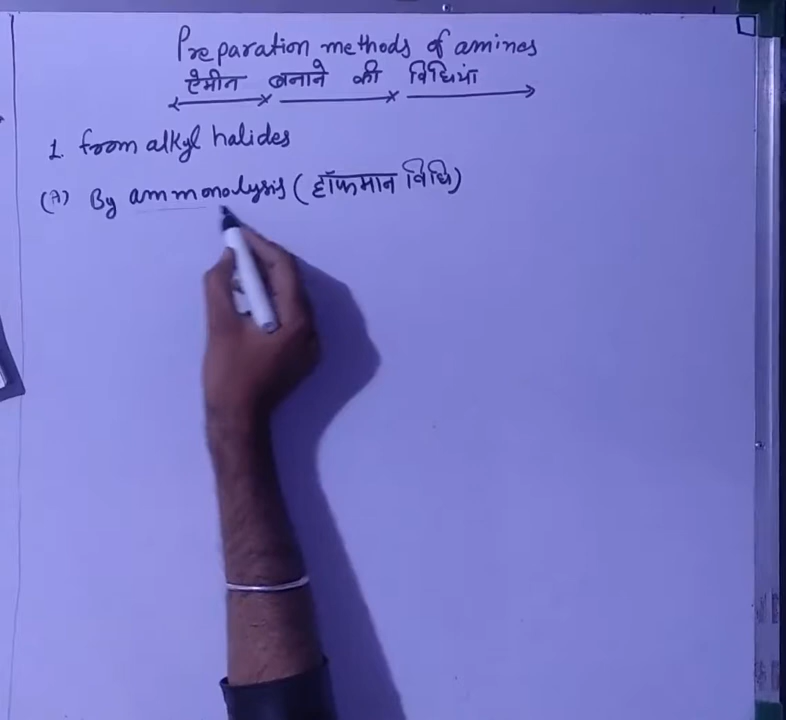 Preparation methods of amines
ऐमीन बनाने की विधियां
1. from alkyl halides
(A) By ammonolysis (हॉफमान विधि)